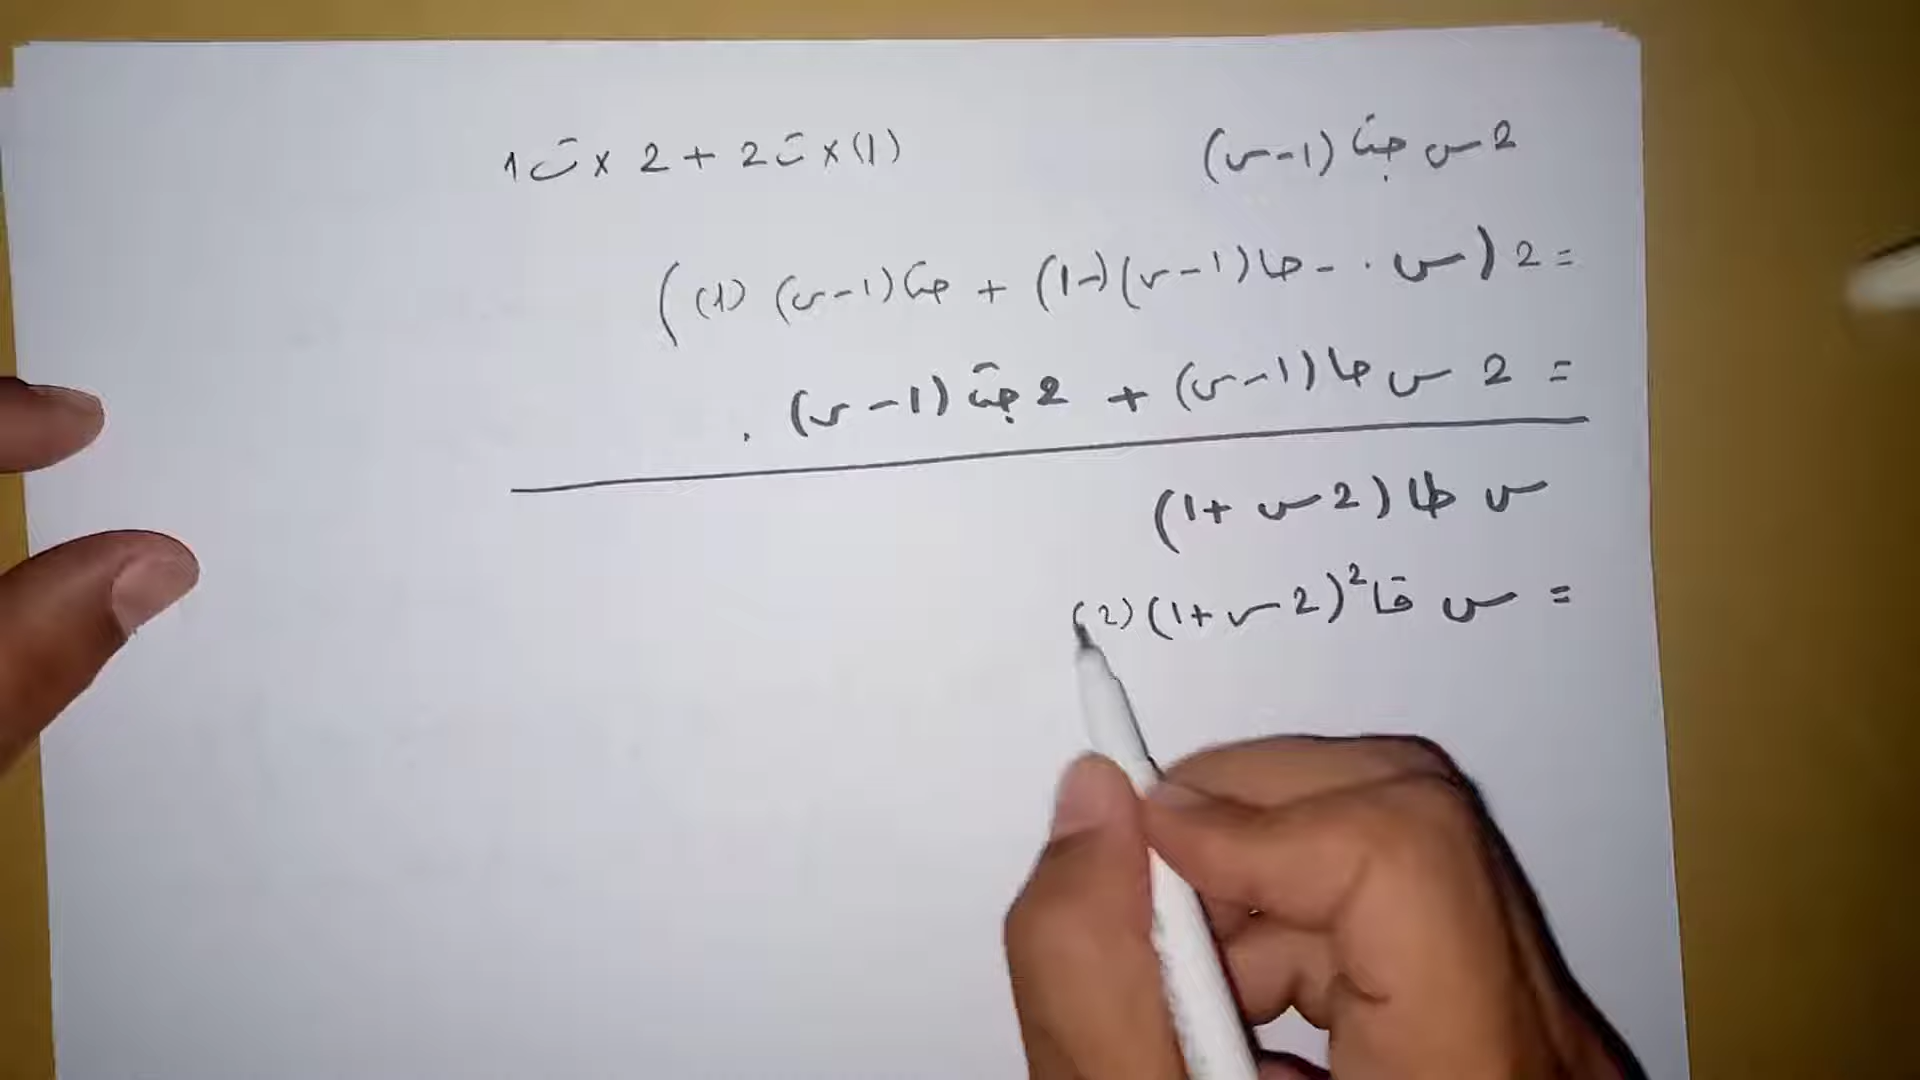 2 س جتا (1-س)
1 ـَ × 2 + 2 ـَ × (1)
= 2 (س . - جا (1-س) (-1) + جتا (1-س) (1))
= 2 س جا (1-س) + 2 جتا (1-س) .
س طا (2 س +1)
= س قا² (2 س +1) (2)